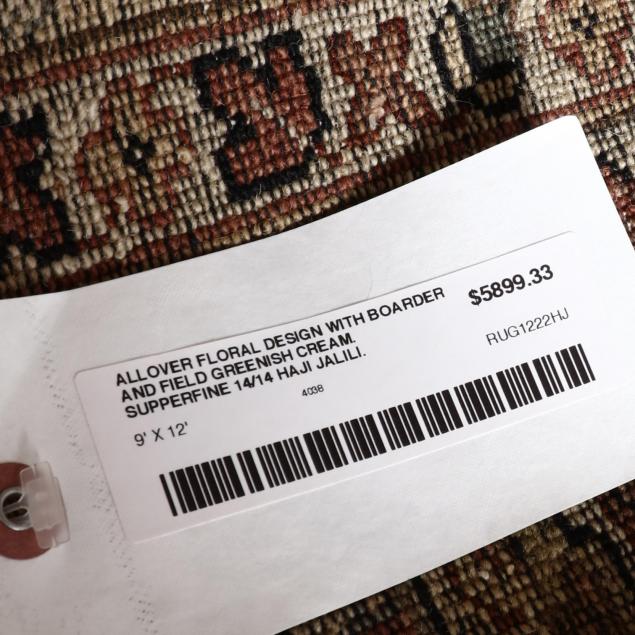 ALLOVER FLORAL DESIGN WITH BOARDER
AND FIELD GREENISH CREAM.
SUPPERFINE 14/14 HAJI JALILI.
4038
9' X 12'
$5899.33
RUG1222HJ